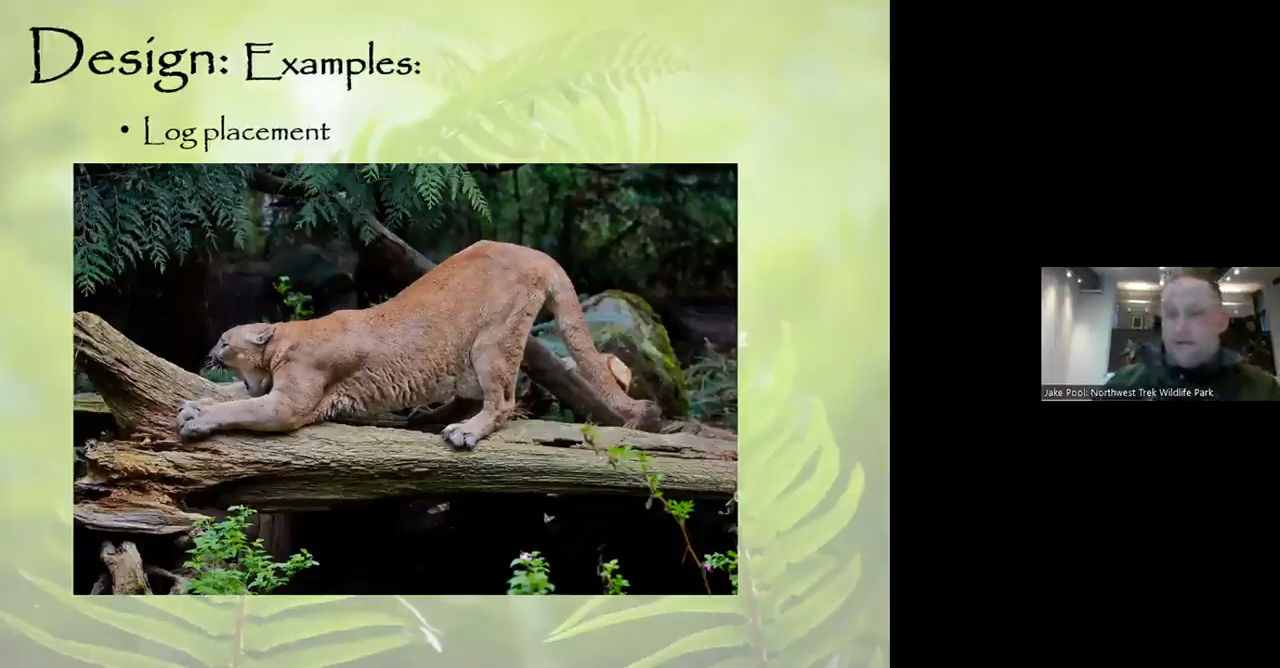 Design: Examples:
• Log placement
Jake Pool: Northwest Trek Wildlife Park